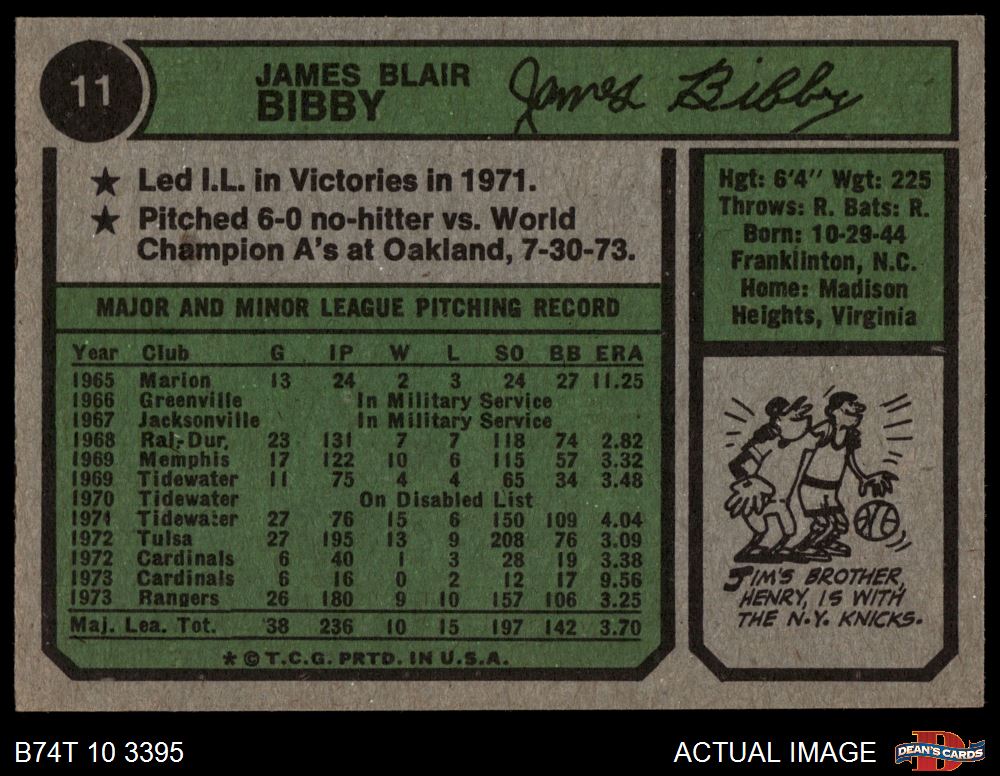 11
JAMES BLAIR
BIBBY
James Bibby
★ Led I.L. in Victories in 1971.
★ Pitched 6-0 no-hitter vs. World
Champion A's at Oakland, 7-30-73.
Hgt: 6'4" Wgt: 225
Throws: R. Bats: R.
Born: 10-29-44
Franklinton, N.C.
Home: Madison
Heights, Virginia
MAJOR AND MINOR LEAGUE PITCHING RECORD
Year Club G IP W L SO BB ERA
1965 Marion 13 24 2 3 24 27 11.25
1966 Greenville In Military Service
1967 Jacksonville In Military Service
1968 Ral-Dur. 23 131 7 7 118 74 2.82
1969 Memphis 17 122 10 6 115 57 3.32
1969 Tidewater 11 75 4 4 65 34 3.48
1970 Tidewater On Disabled List
1971 Tidewater 27 76 15 6 150 109 4.04
1972 Tulsa 27 195 13 9 208 76 3.09
1972 Cardinals 6 40 1 3 28 19 3.38
1973 Cardinals 6 16 0 2 12 17 9.56
1973 Rangers 26 180 9 10 157 106 3.25
Maj. Lea. Tot. 38 236 10 15 197 142 3.70
* © T.C.G. PRTD. IN U.S.A.
JIM'S BROTHER,
HENRY, IS WITH
THE N.Y. KNICKS.
B74T 10 3395
ACTUAL IMAGE
DEAN'S CARDS